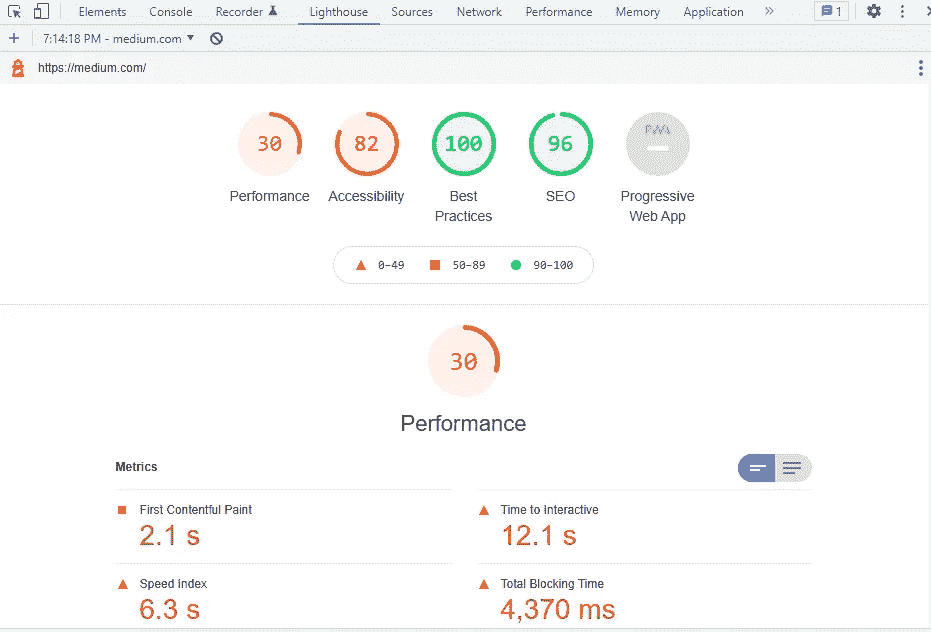 Elements Console Recorder Lighthouse Sources Network Performance Memory Application » 1
+ 7:14:18 PM - medium.com
https://medium.com/
30 82 100 96 PWA
Performance Accessibility Best Practices SEO Progressive Web App
0–49 50–89 90–100
30
Performance
Metrics
First Contentful Paint Time to Interactive
2.1 s 12.1 s
Speed Index Total Blocking Time
6.3 s 4,370 ms